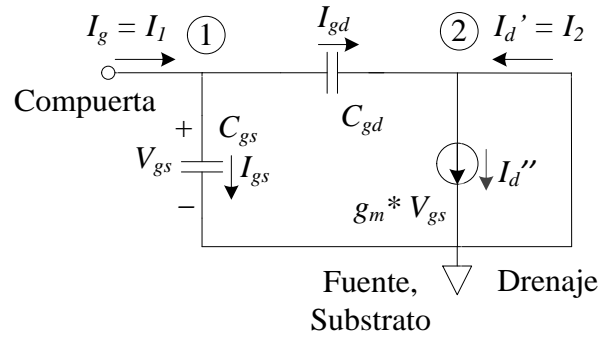 I_g = I_1
1
I_gd
2
I_d' = I_2
Compuerta
+
C_gs
C_gd
V_gs
I_gs
I_d''
−
g_m* V_gs
Fuente,
Substrato
Drenaje